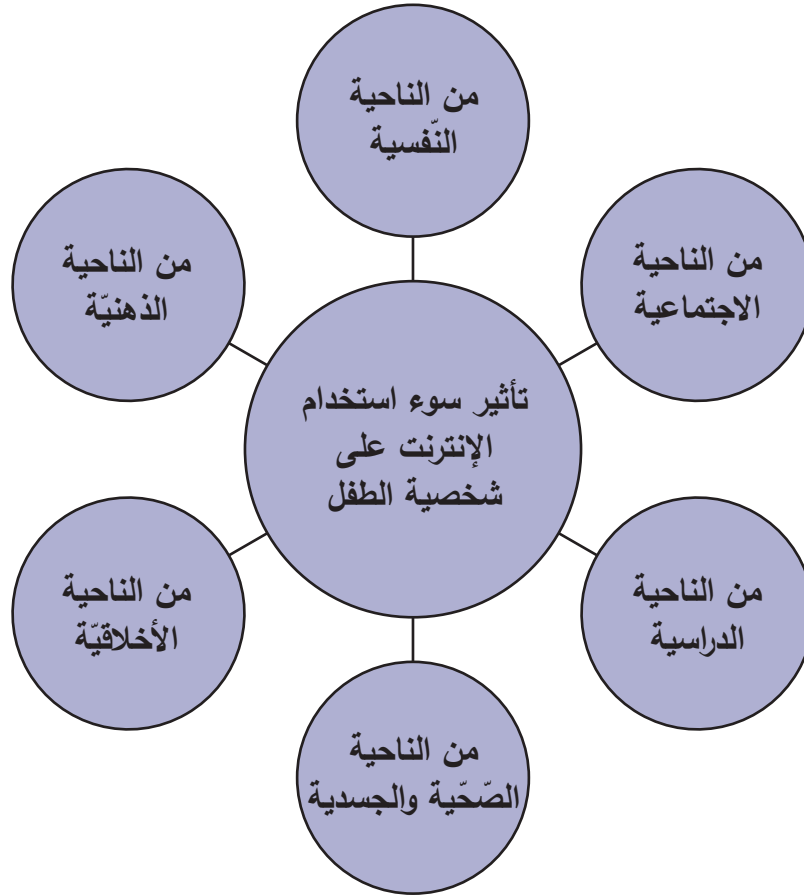 من الناحية
النّفسية
من الناحية
الاجتماعية
من الناحية
الذهنيّة
تأثير سوء استخدام
الإنترنت على
شخصية الطفل
من الناحية
الدراسية
من الناحية
الأخلاقيّة
من الناحية
الصّحّية والجسدية